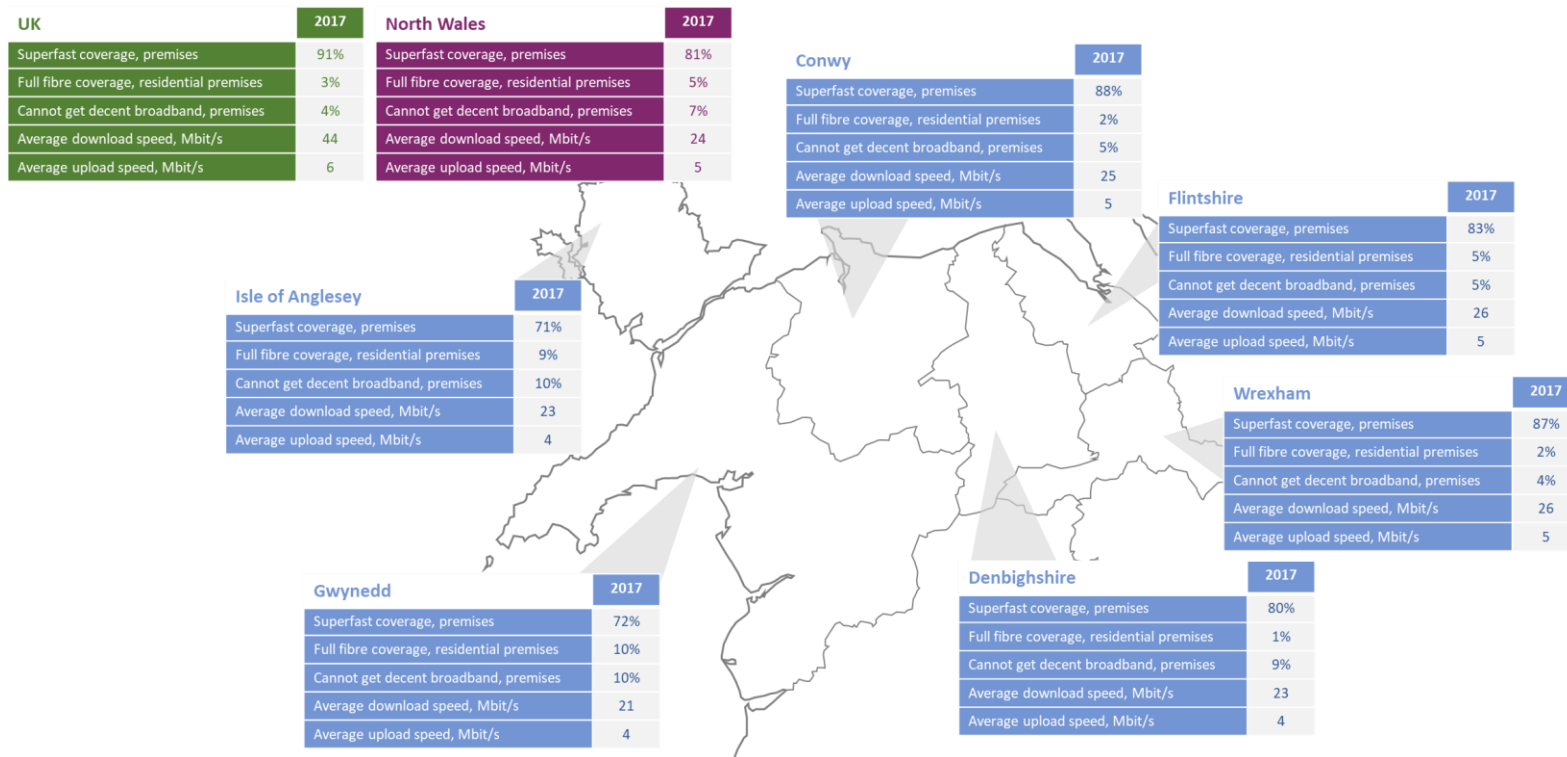 UK 2017
Superfast coverage, premises 91%
Full fibre coverage, residential premises 3%
Cannot get decent broadband, premises 4%
Average download speed, Mbit/s 44
Average upload speed, Mbit/s 6
North Wales 2017
Superfast coverage, premises 81%
Full fibre coverage, residential premises 5%
Cannot get decent broadband, premises 7%
Average download speed, Mbit/s 24
Average upload speed, Mbit/s 5
Conwy 2017
Superfast coverage, premises 88%
Full fibre coverage, residential premises 2%
Cannot get decent broadband, premises 5%
Average download speed, Mbit/s 25
Average upload speed, Mbit/s 5
Flintshire 2017
Superfast coverage, premises 83%
Full fibre coverage, residential premises 5%
Cannot get decent broadband, premises 5%
Average download speed, Mbit/s 26
Average upload speed, Mbit/s 5
Isle of Anglesey 2017
Superfast coverage, premises 71%
Full fibre coverage, residential premises 9%
Cannot get decent broadband, premises 10%
Average download speed, Mbit/s 23
Average upload speed, Mbit/s 4
Wrexham 2017
Superfast coverage, premises 87%
Full fibre coverage, residential premises 2%
Cannot get decent broadband, premises 4%
Average download speed, Mbit/s 26
Average upload speed, Mbit/s 5
Gwynedd 2017
Superfast coverage, premises 72%
Full fibre coverage, residential premises 10%
Cannot get decent broadband, premises 10%
Average download speed, Mbit/s 21
Average upload speed, Mbit/s 4
Denbighshire 2017
Superfast coverage, premises 80%
Full fibre coverage, residential premises 1%
Cannot get decent broadband, premises 9%
Average download speed, Mbit/s 23
Average upload speed, Mbit/s 4